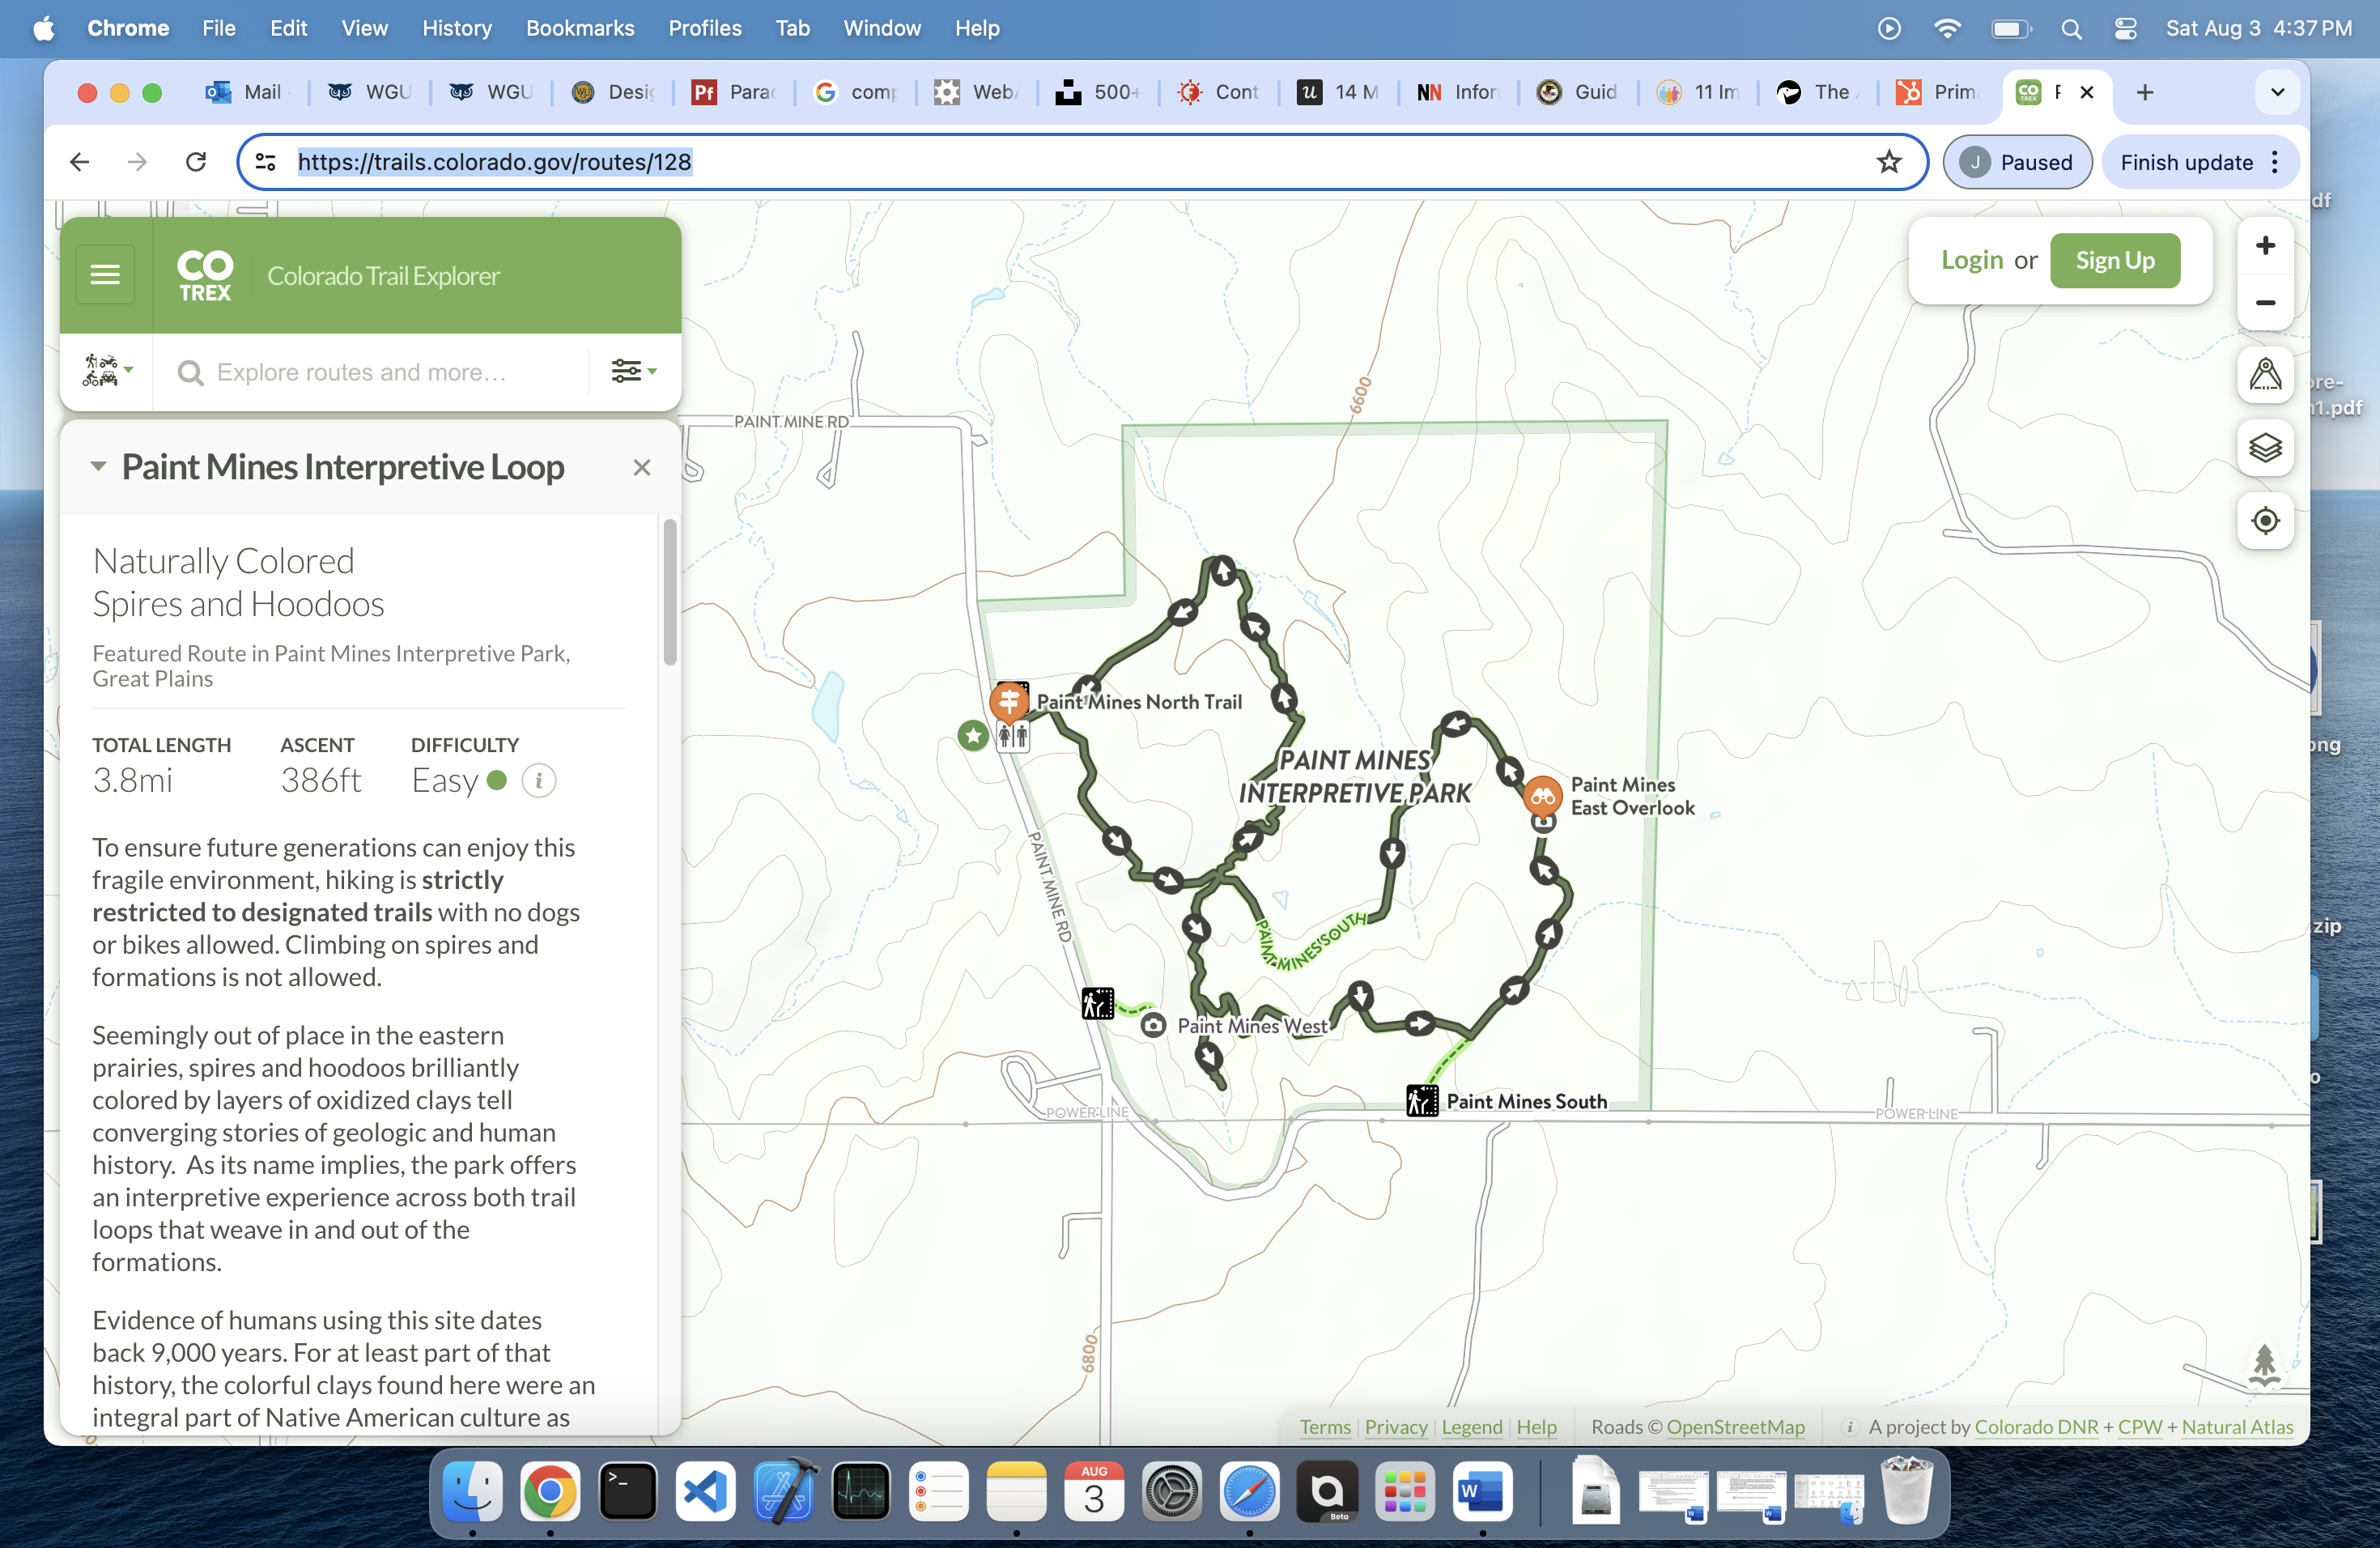 Chrome File Edit View History Bookmarks Profiles Tab Window Help Sat Aug 3 4:37 PM
Mail WGU WGU Desi Para comp Web 500+ Cont 14 M Infor Guid 11 Im The Prim
https://trails.colorado.gov/routes/128
J Paused
Finish update
CO TREX
Colorado Trail Explorer
Login or Sign Up
Explore routes and more…
Paint Mines Interpretive Loop
Naturally Colored
Spires and Hoodoos
Featured Route in Paint Mines Interpretive Park,
Great Plains
TOTAL LENGTH ASCENT DIFFICULTY
3.8mi 386ft Easy
To ensure future generations can enjoy this
fragile environment, hiking is strictly
restricted to designated trails with no dogs
or bikes allowed. Climbing on spires and
formations is not allowed.
Seemingly out of place in the eastern
prairies, spires and hoodoos brilliantly
colored by layers of oxidized clays tell
converging stories of geologic and human
history. As its name implies, the park offers
an interpretive experience across both trail
loops that weave in and out of the
formations.
Evidence of humans using this site dates
back 9,000 years. For at least part of that
history, the colorful clays found here were an
integral part of Native American culture as
PAINT MINE RD
6600
Paint Mines North Trail
PAINT MINES
INTERPRETIVE PARK
Paint Mines
East Overlook
PAINT MINE RD
PAINT MINES SOUTH
Paint Mines West
Paint Mines South
POWER LINE
POWER LINE
6800
Terms Privacy Legend Help Roads © OpenStreetMap A project by Colorado DNR + CPW + Natural Atlas
df
ore-
n1.pdf
png
zip
AUG
3
Beta